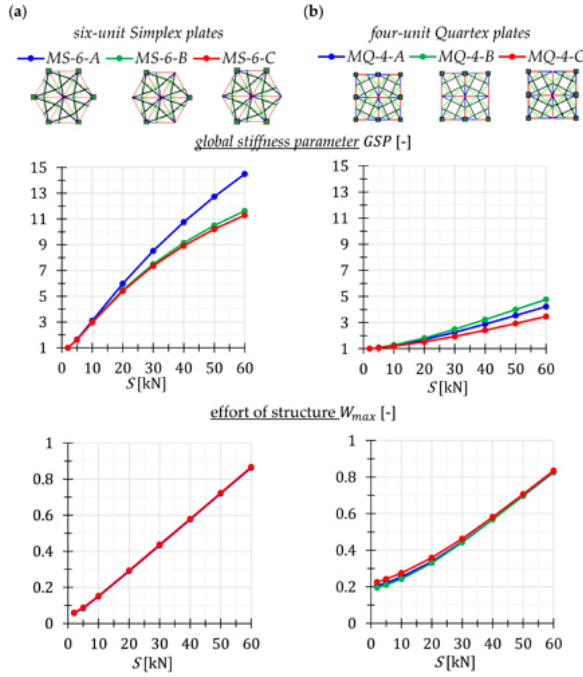 (a)
(b)
six-unit Simplex plates
four-unit Quartex plates
MS-6-A MS-6-B MS-6-C
MQ-4-A MQ-4-B MQ-4-C
global stiffness parameter GSP [-]
15
13
11
9
7
5
3
1
0 10 20 30 40 50 60
S[kN]
15
13
11
9
7
5
3
1
0 10 20 30 40 50 60
S[kN]
effort of structure Wmax [-]
1
0.8
0.6
0.4
0.2
0
0 10 20 30 40 50 60
S[kN]
1
0.8
0.6
0.4
0.2
0
0 10 20 30 40 50 60
S[kN]